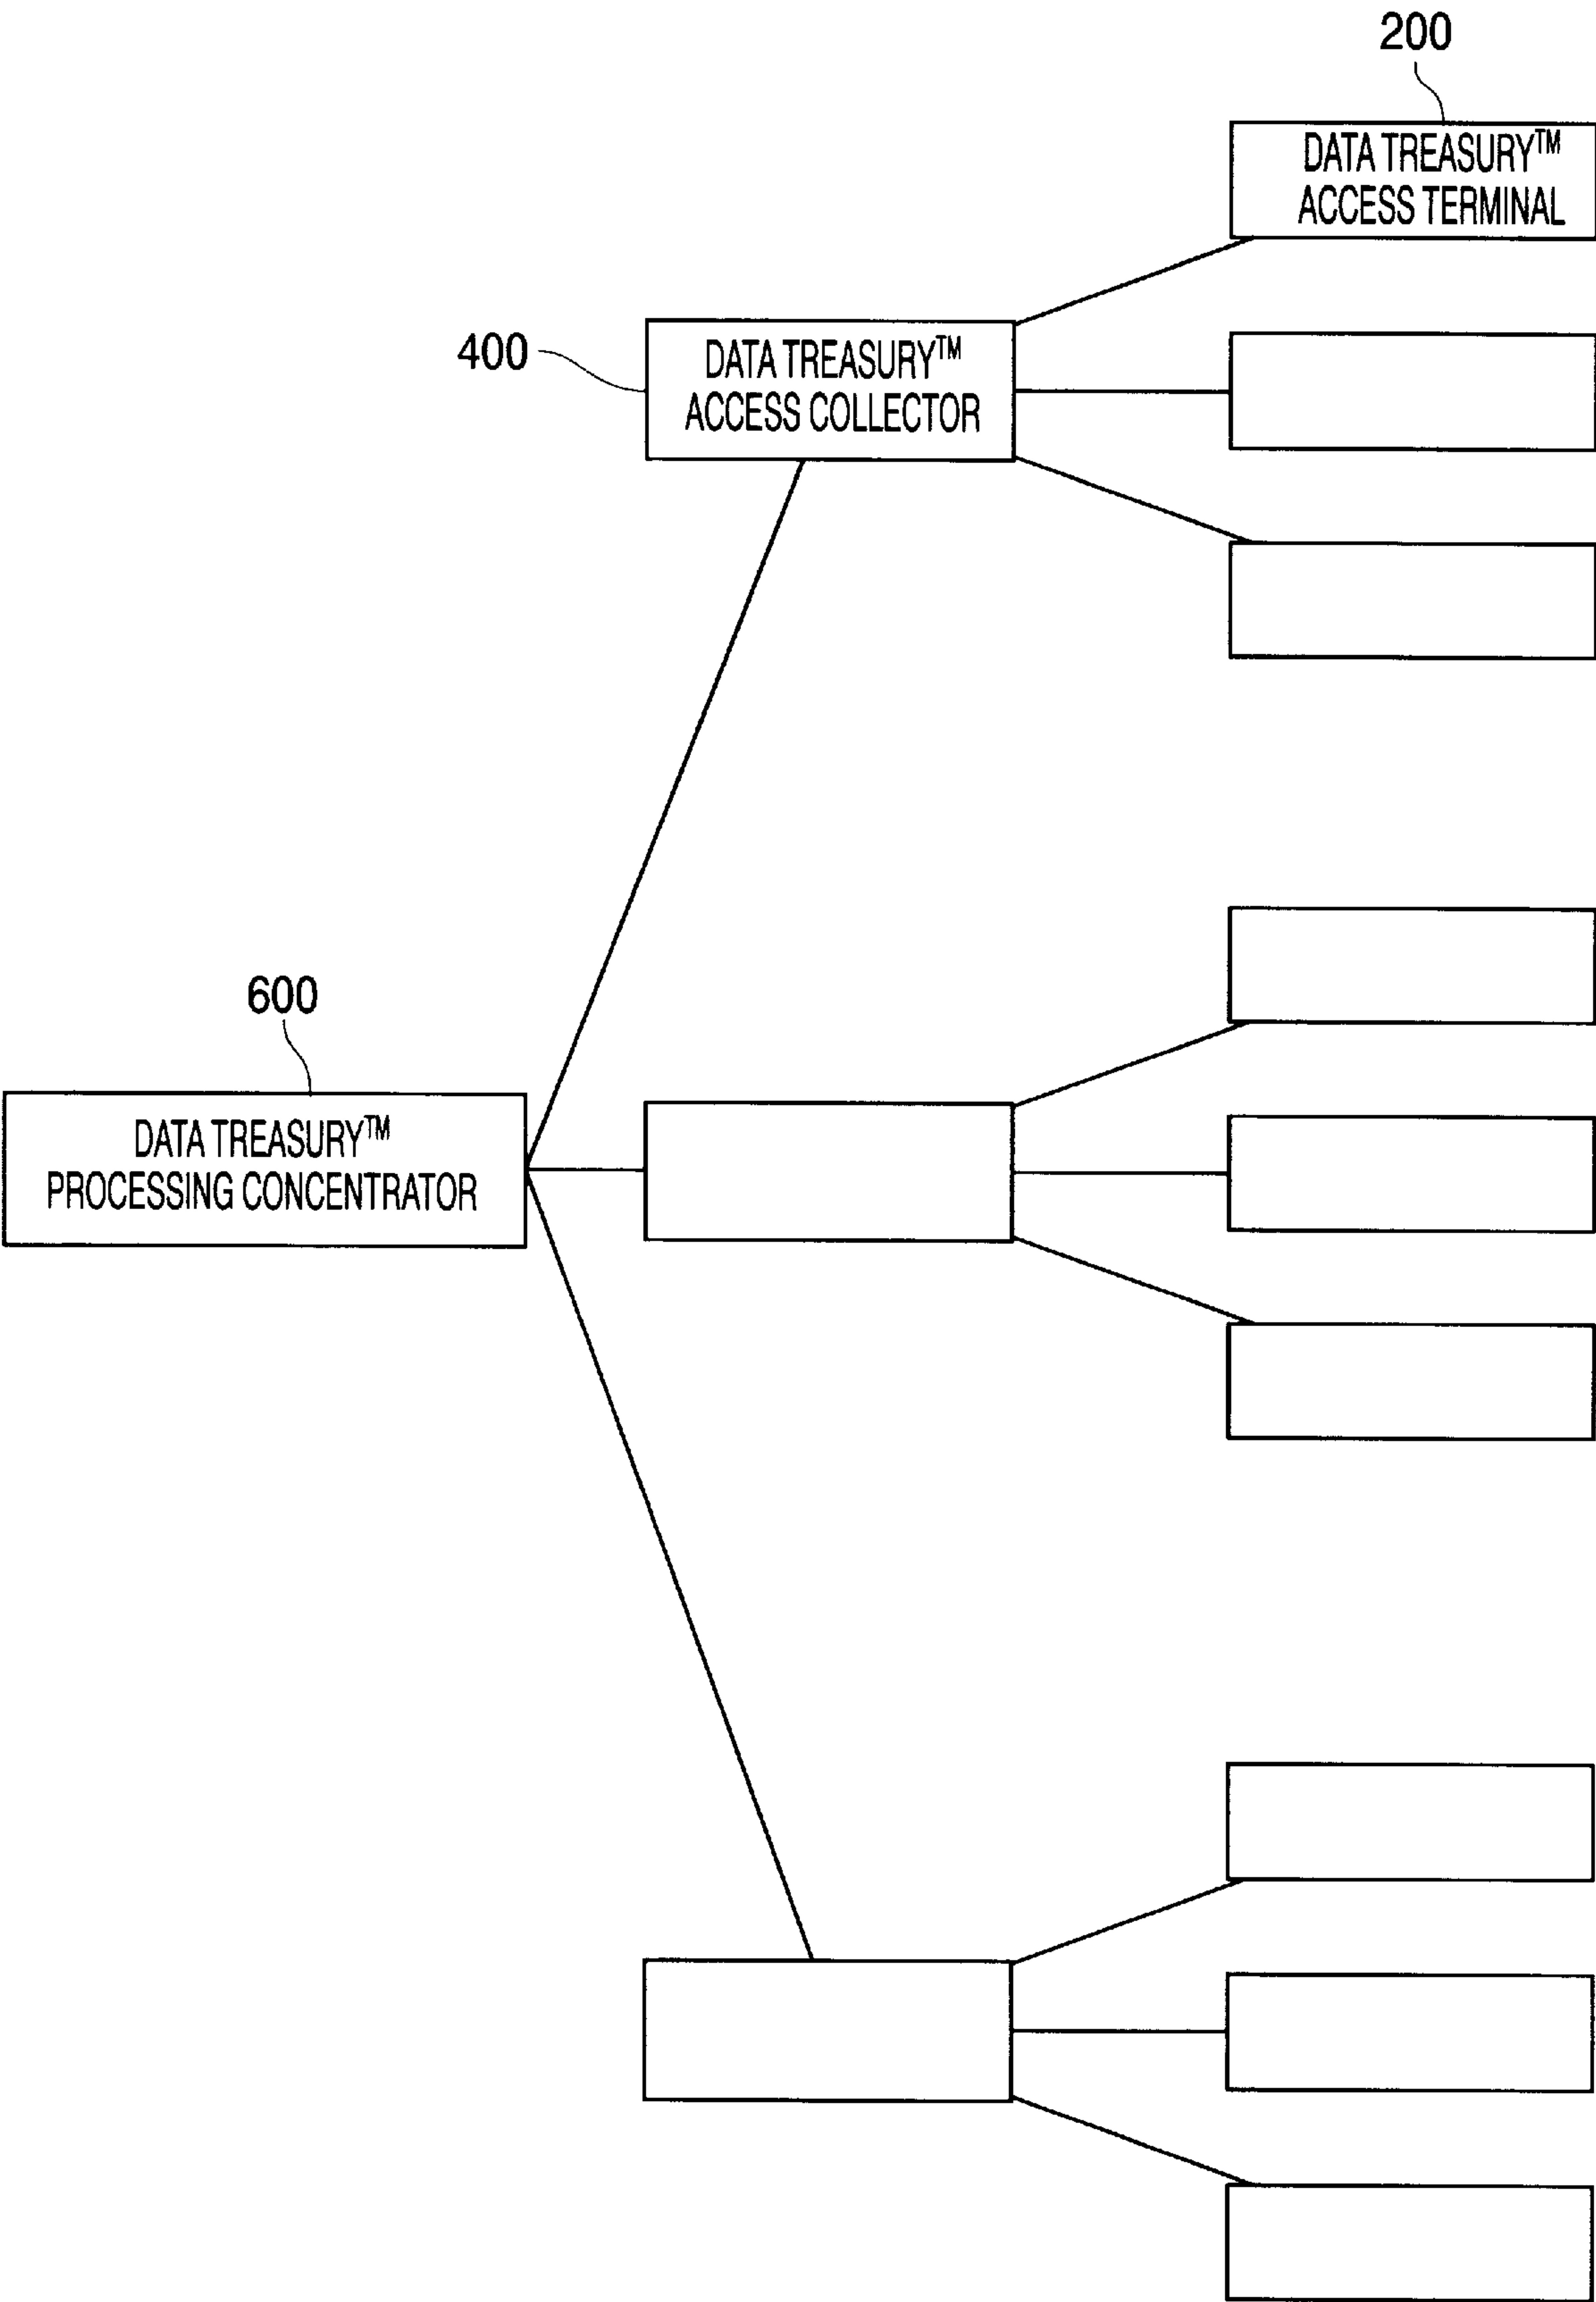 200
DATA TREASURY™
ACCESS TERMINAL
400
DATA TREASURY™
ACCESS COLLECTOR
600
DATA TREASURY™
PROCESSING CONCENTRATOR